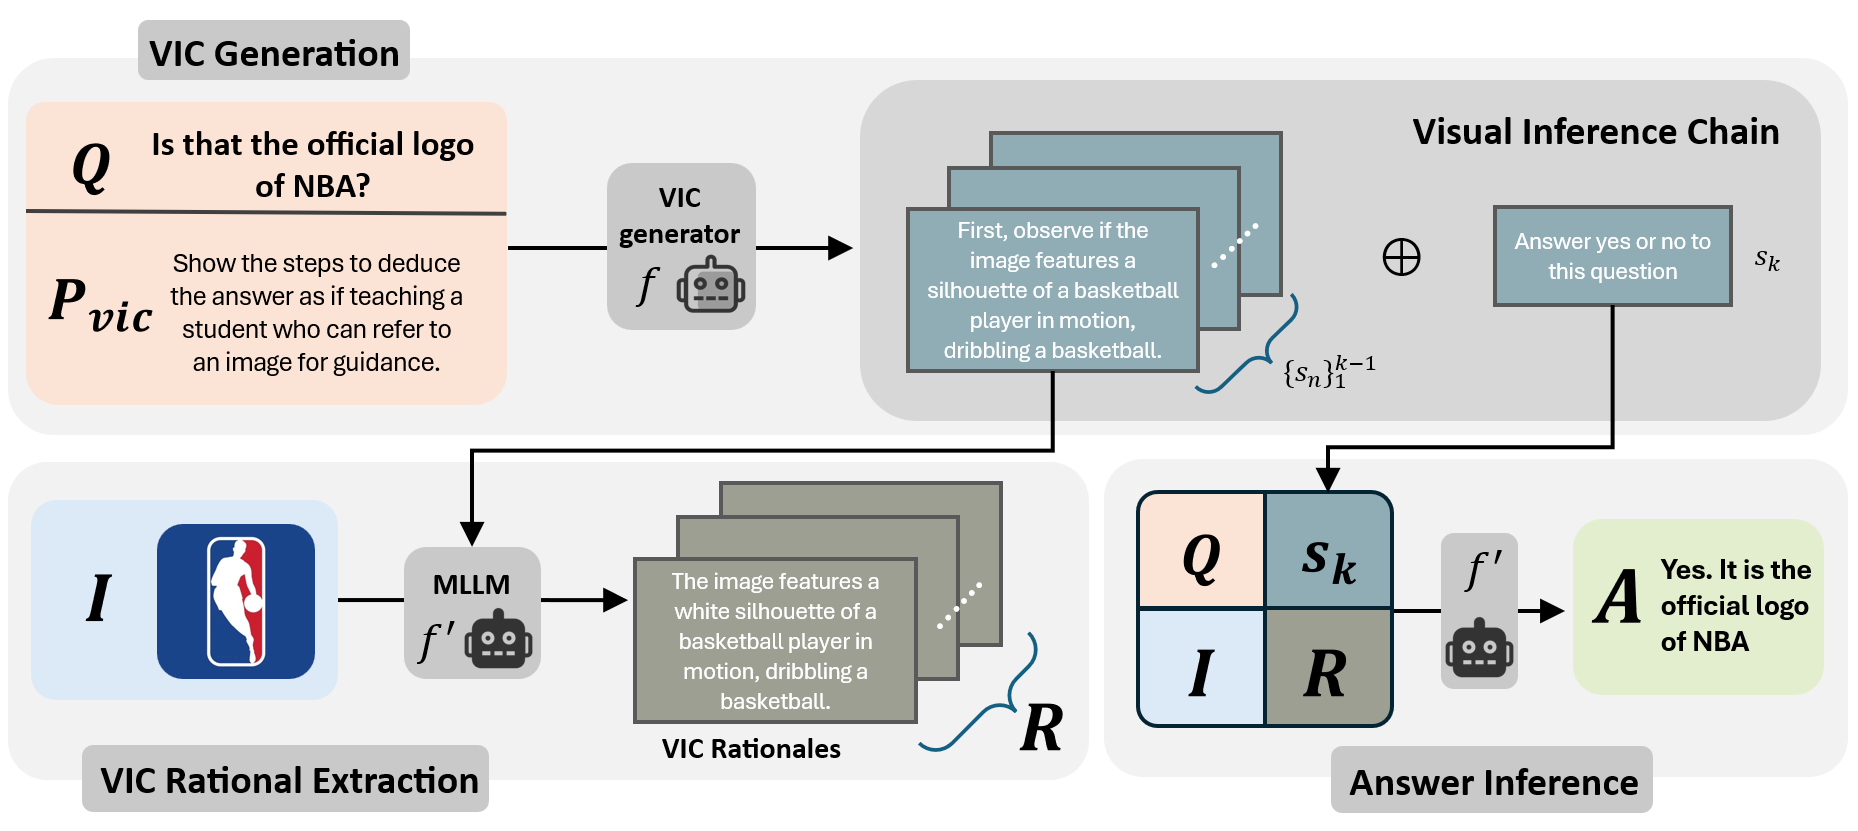 VIC Generation
Q
Is that the official logo
of NBA?
P_vic
Show the steps to deduce
the answer as if teaching a
student who can refer to
an image for guidance.
VIC
generator
f
Visual Inference Chain
First, observe if the
image features a
silhouette of a basketball
player in motion,
dribbling a basketball.
{s_n}_1^{k-1}
⊕
Answer yes or no to
this question
s_k
I
MLLM
f'
The image features a
white silhouette of a
basketball player in
motion, dribbling a
basketball.
VIC Rationales
R
VIC Rational Extraction
Q
s_k
I
R
f'
A
Yes. It is the
official logo
of NBA
Answer Inference